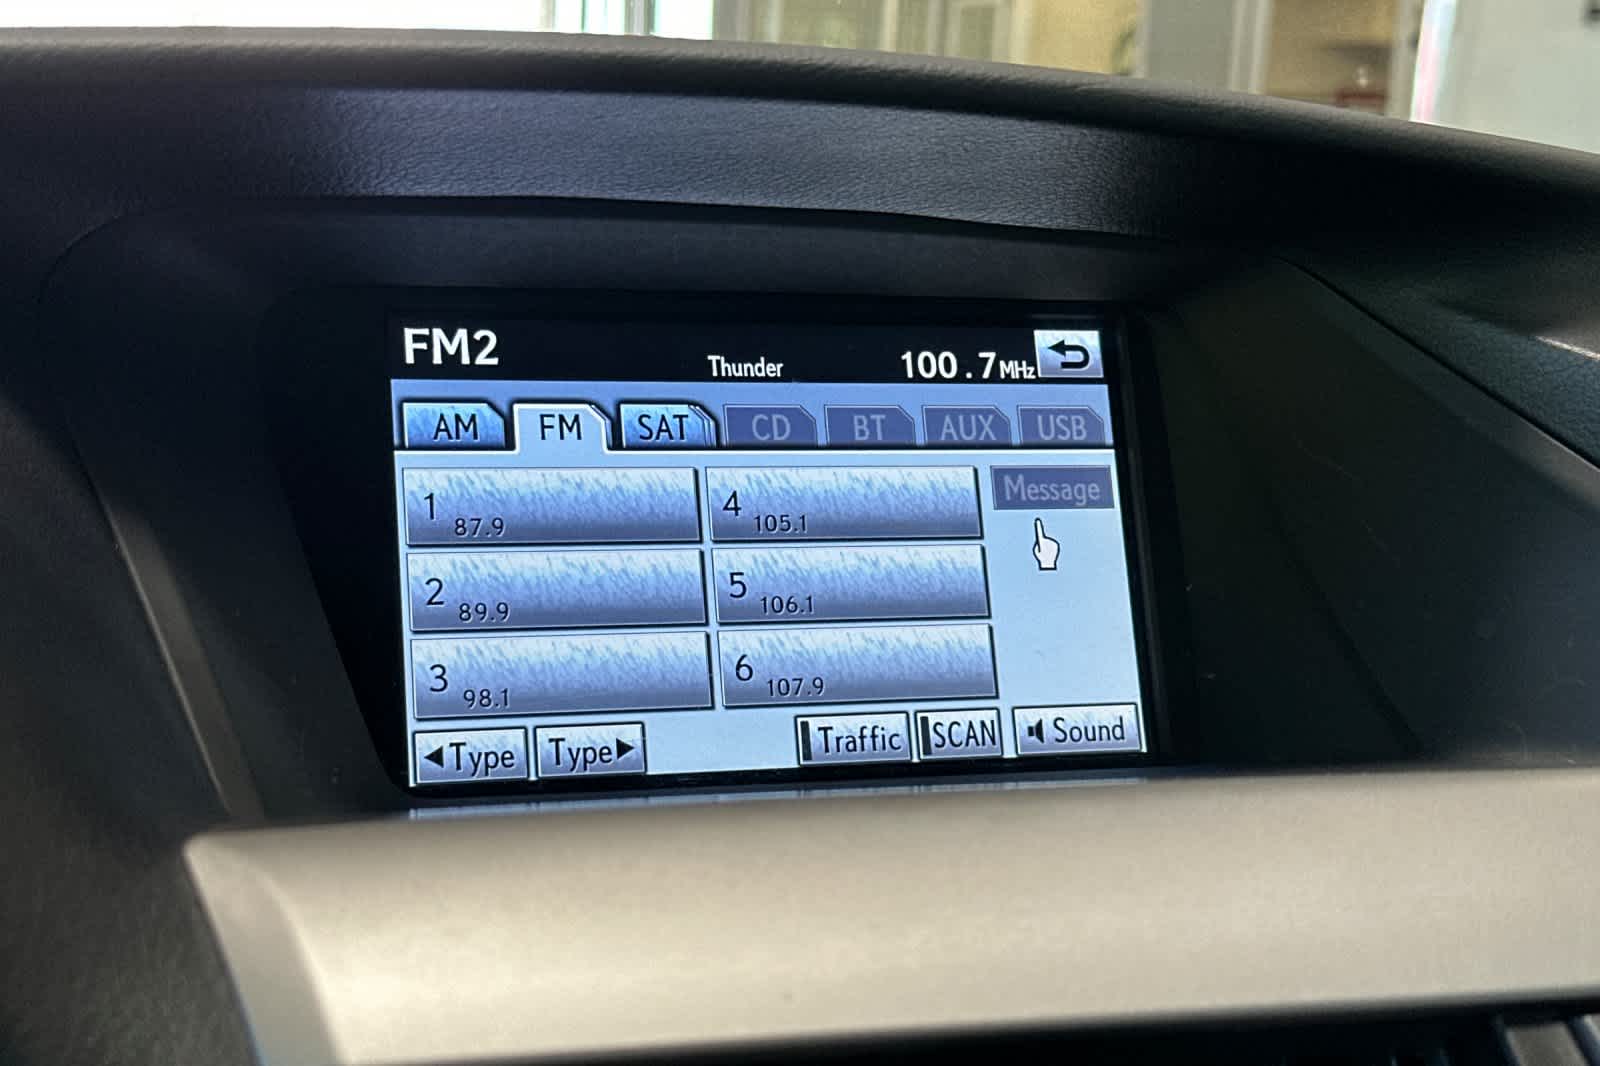 FM2
Thunder 100.7MHz
AM FM SAT CD BT AUX USB
1 87.9
4 105.1
Message
2 89.9
5 106.1
3 98.1
6 107.9
Type Type Traffic SCAN Sound